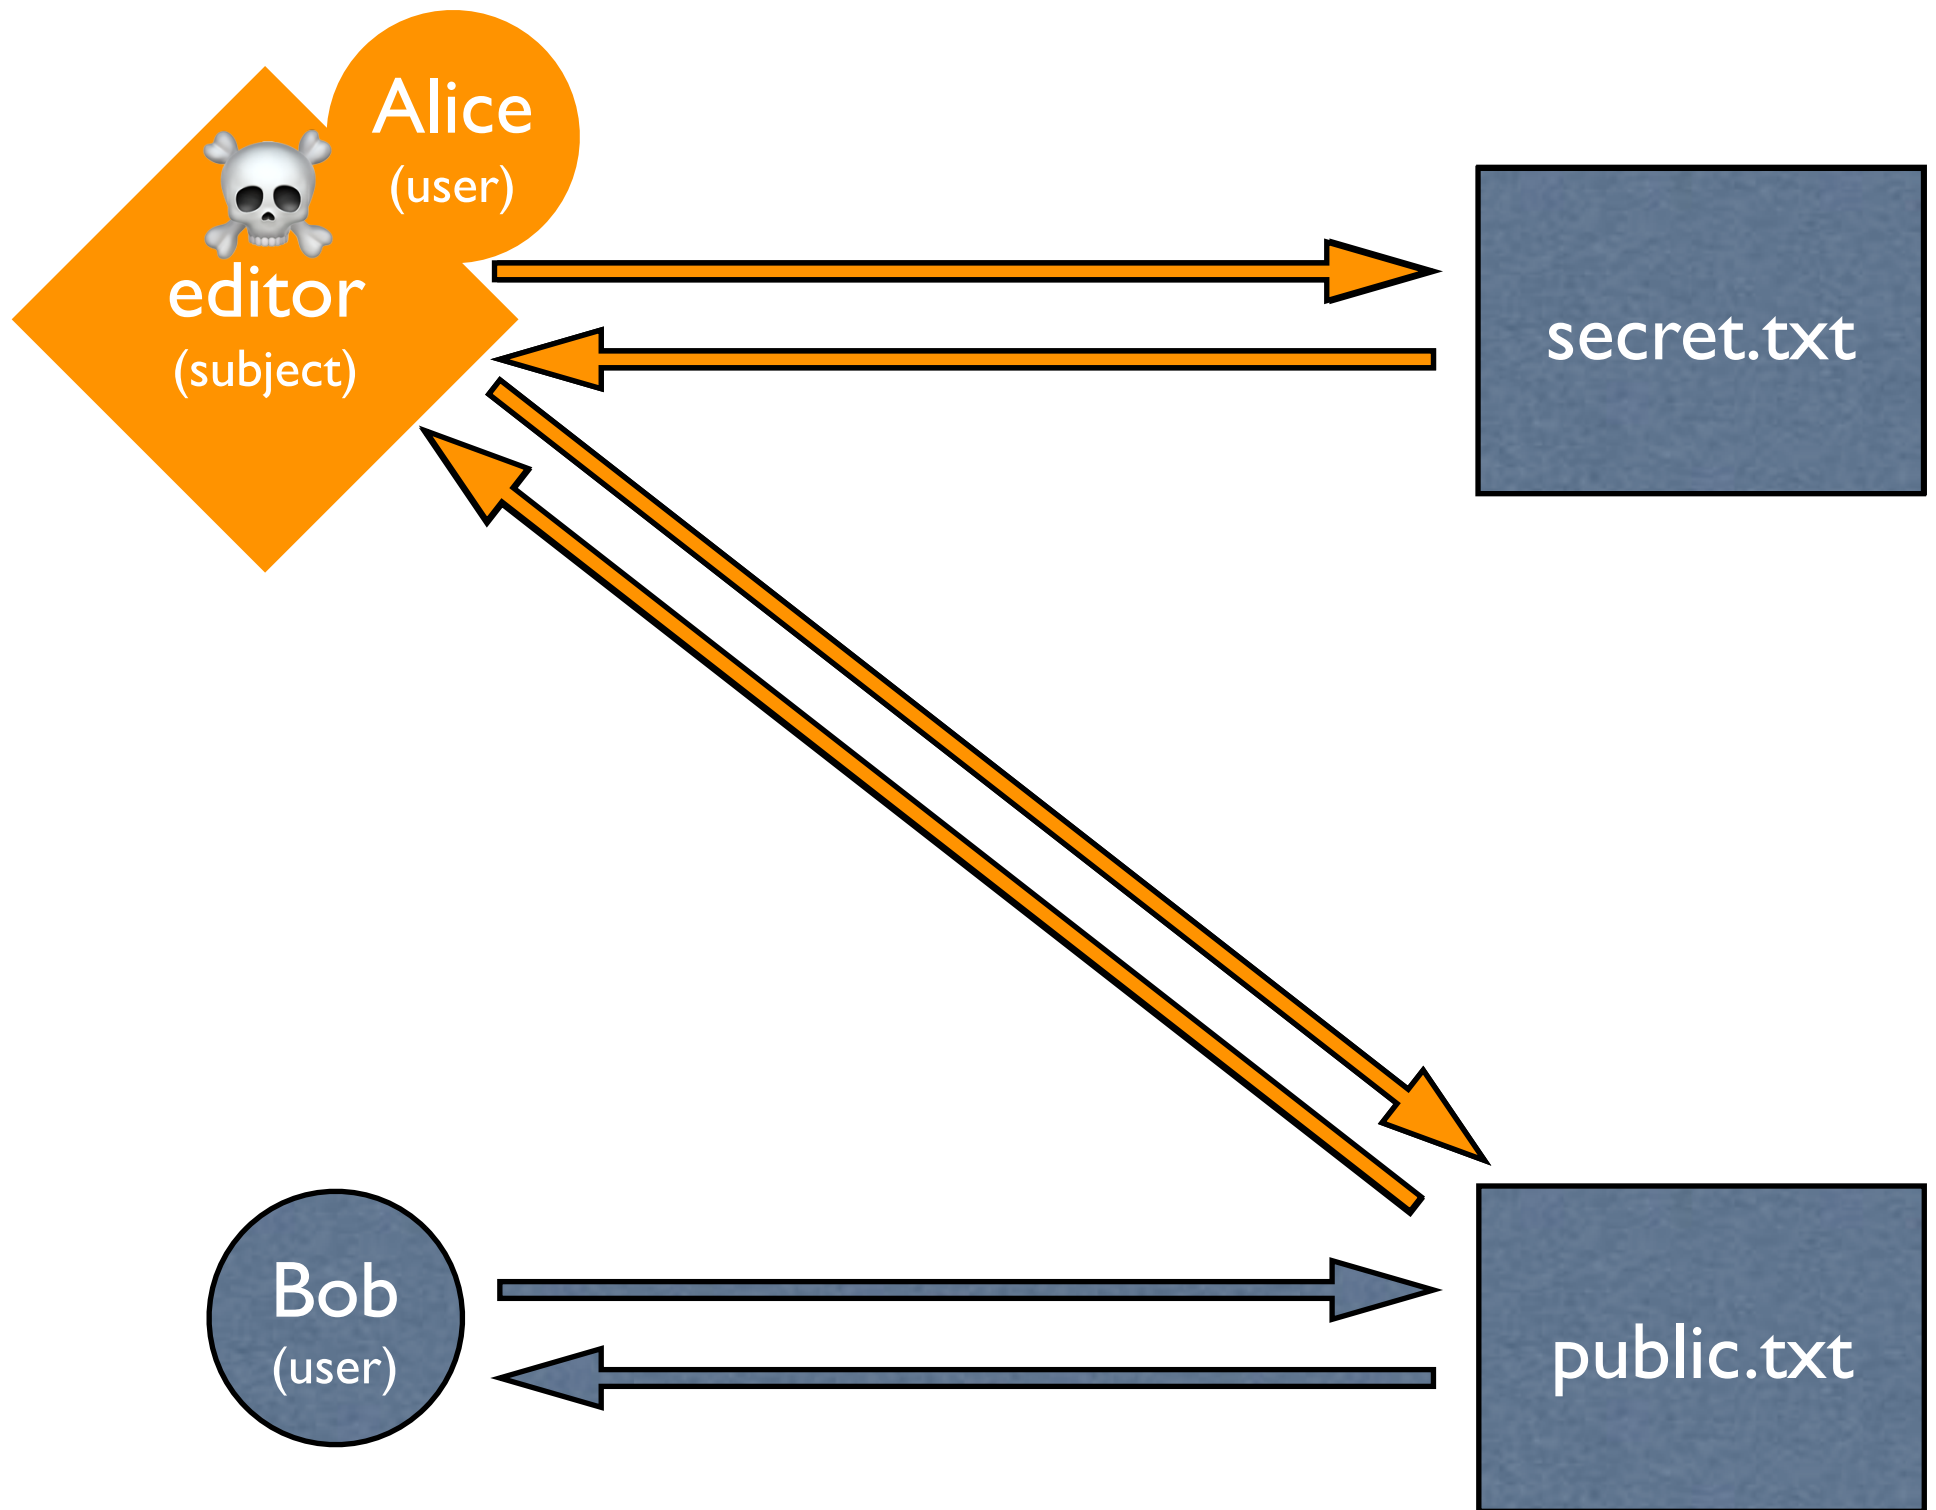 Alice
(user)
editor
(subject)
secret.txt
Bob
(user)
public.txt